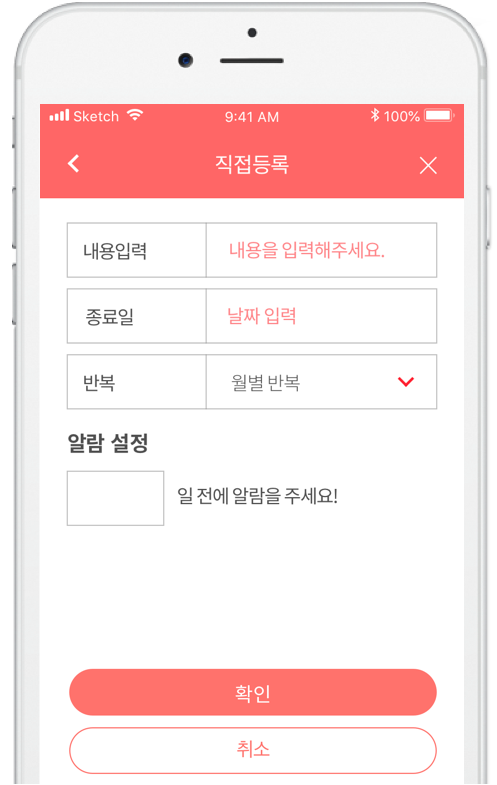 Sketch 9:41 AM 100%
직접등록
내용입력 내용을 입력해주세요.
종료일 날짜 입력
반복 월별 반복
알람 설정
일 전에 알람을 주세요!
확인
취소